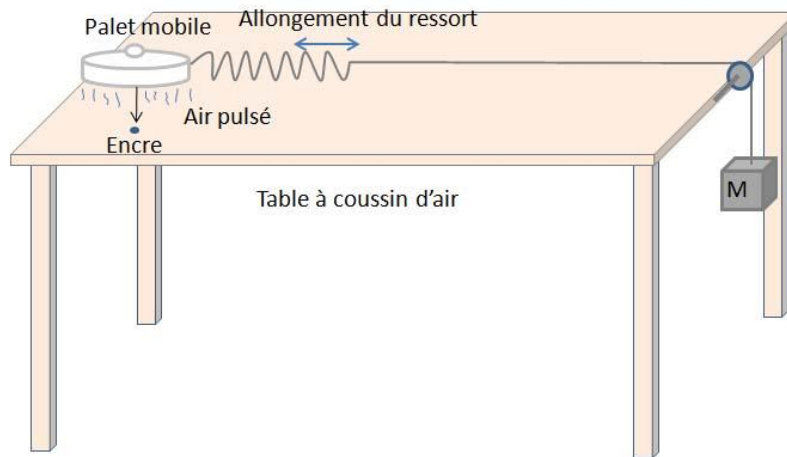 Palet mobile
Allongement du ressort
Air pulsé
Encre
M
Table à coussin d’air